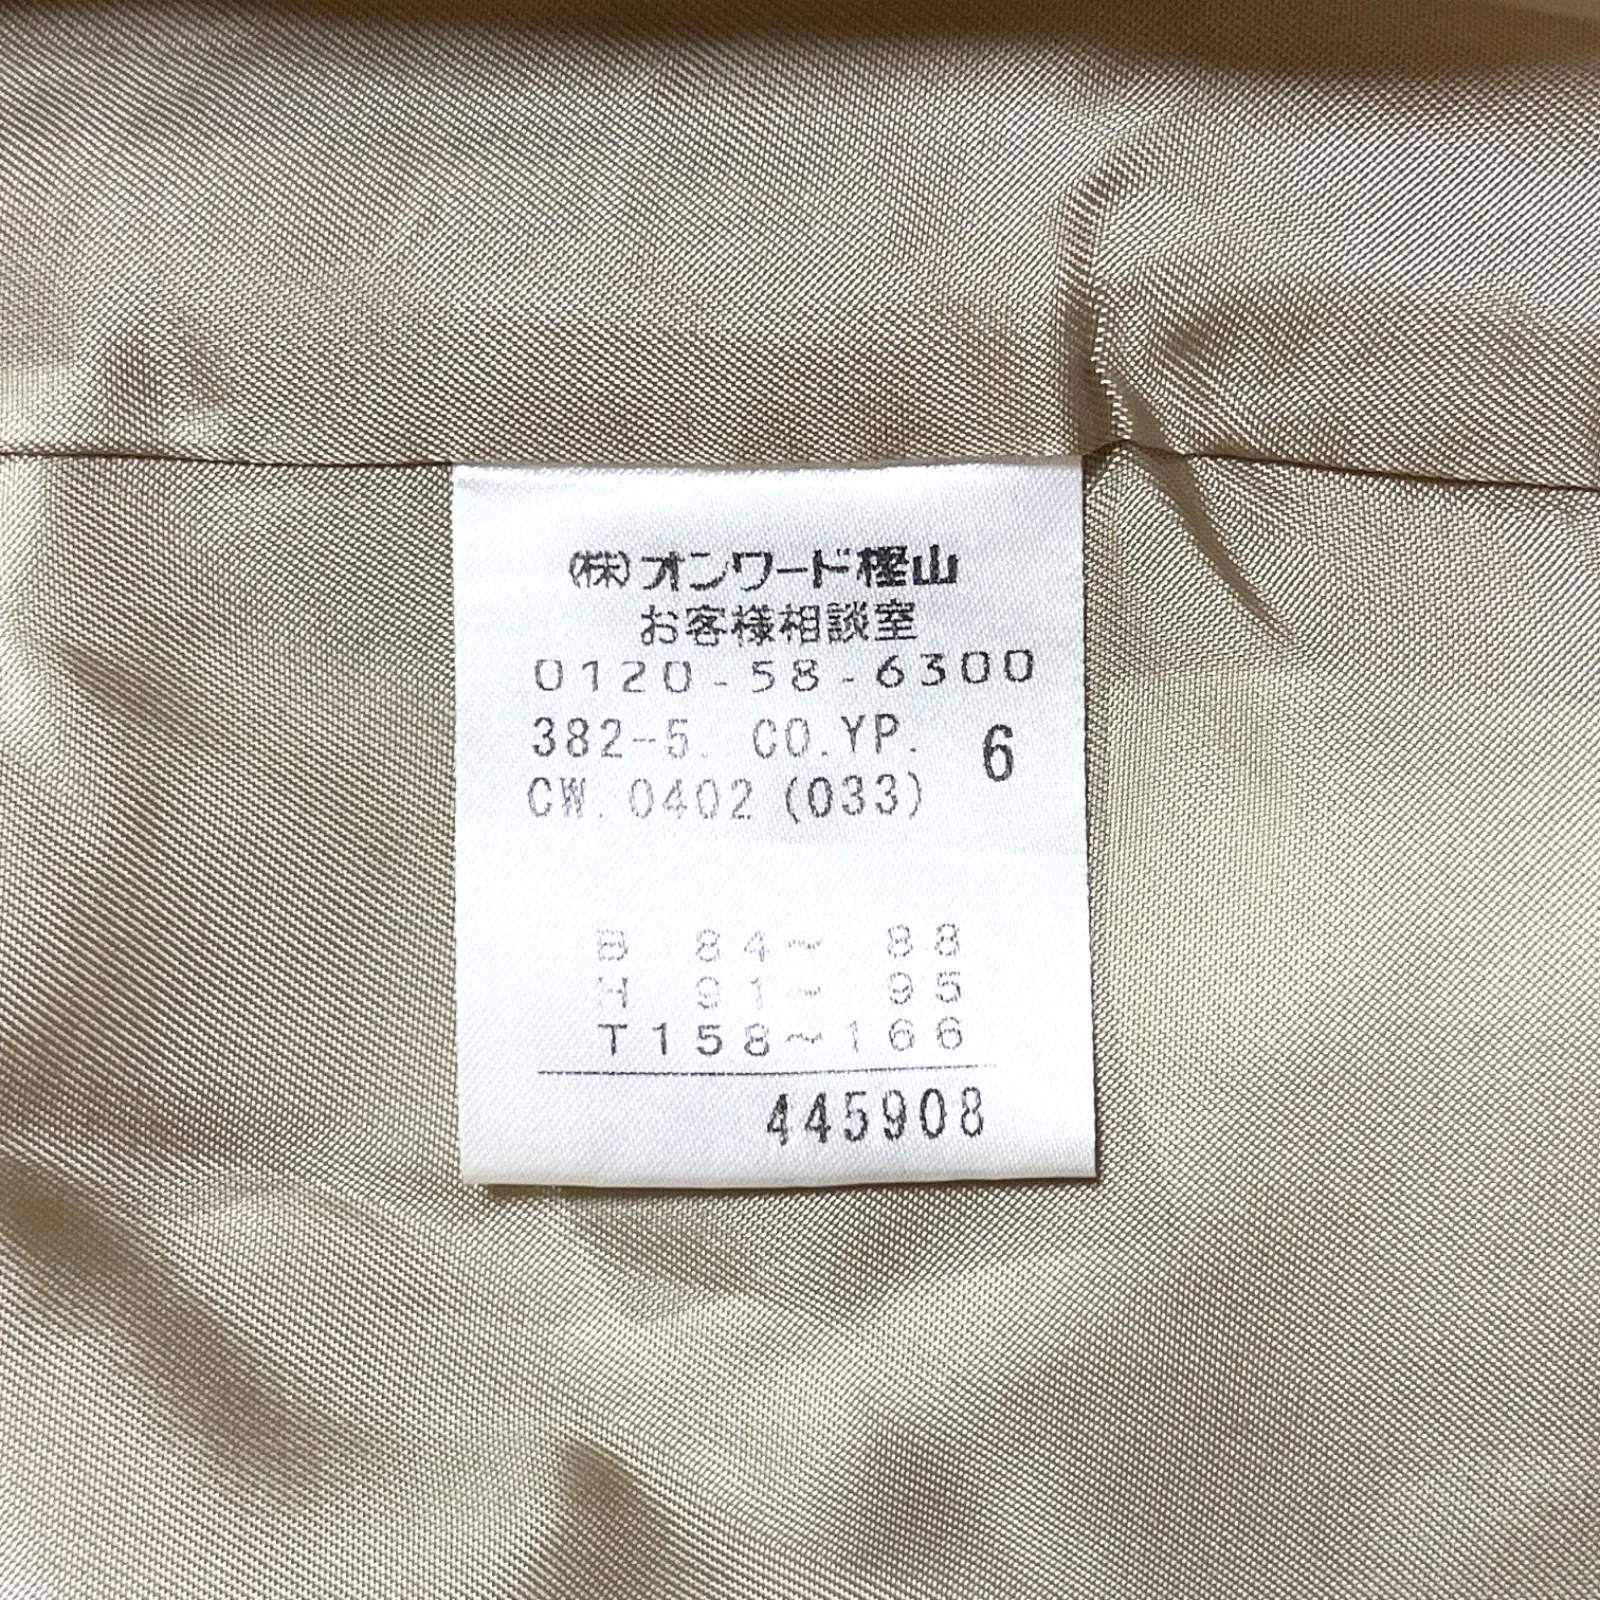 (株)オンワード樫山
お客様相談室
0120-58-6300
382-5. CO.YP. 6
CW.0402(033)
B 84~ 88
H 91~ 95
T158~166
445908